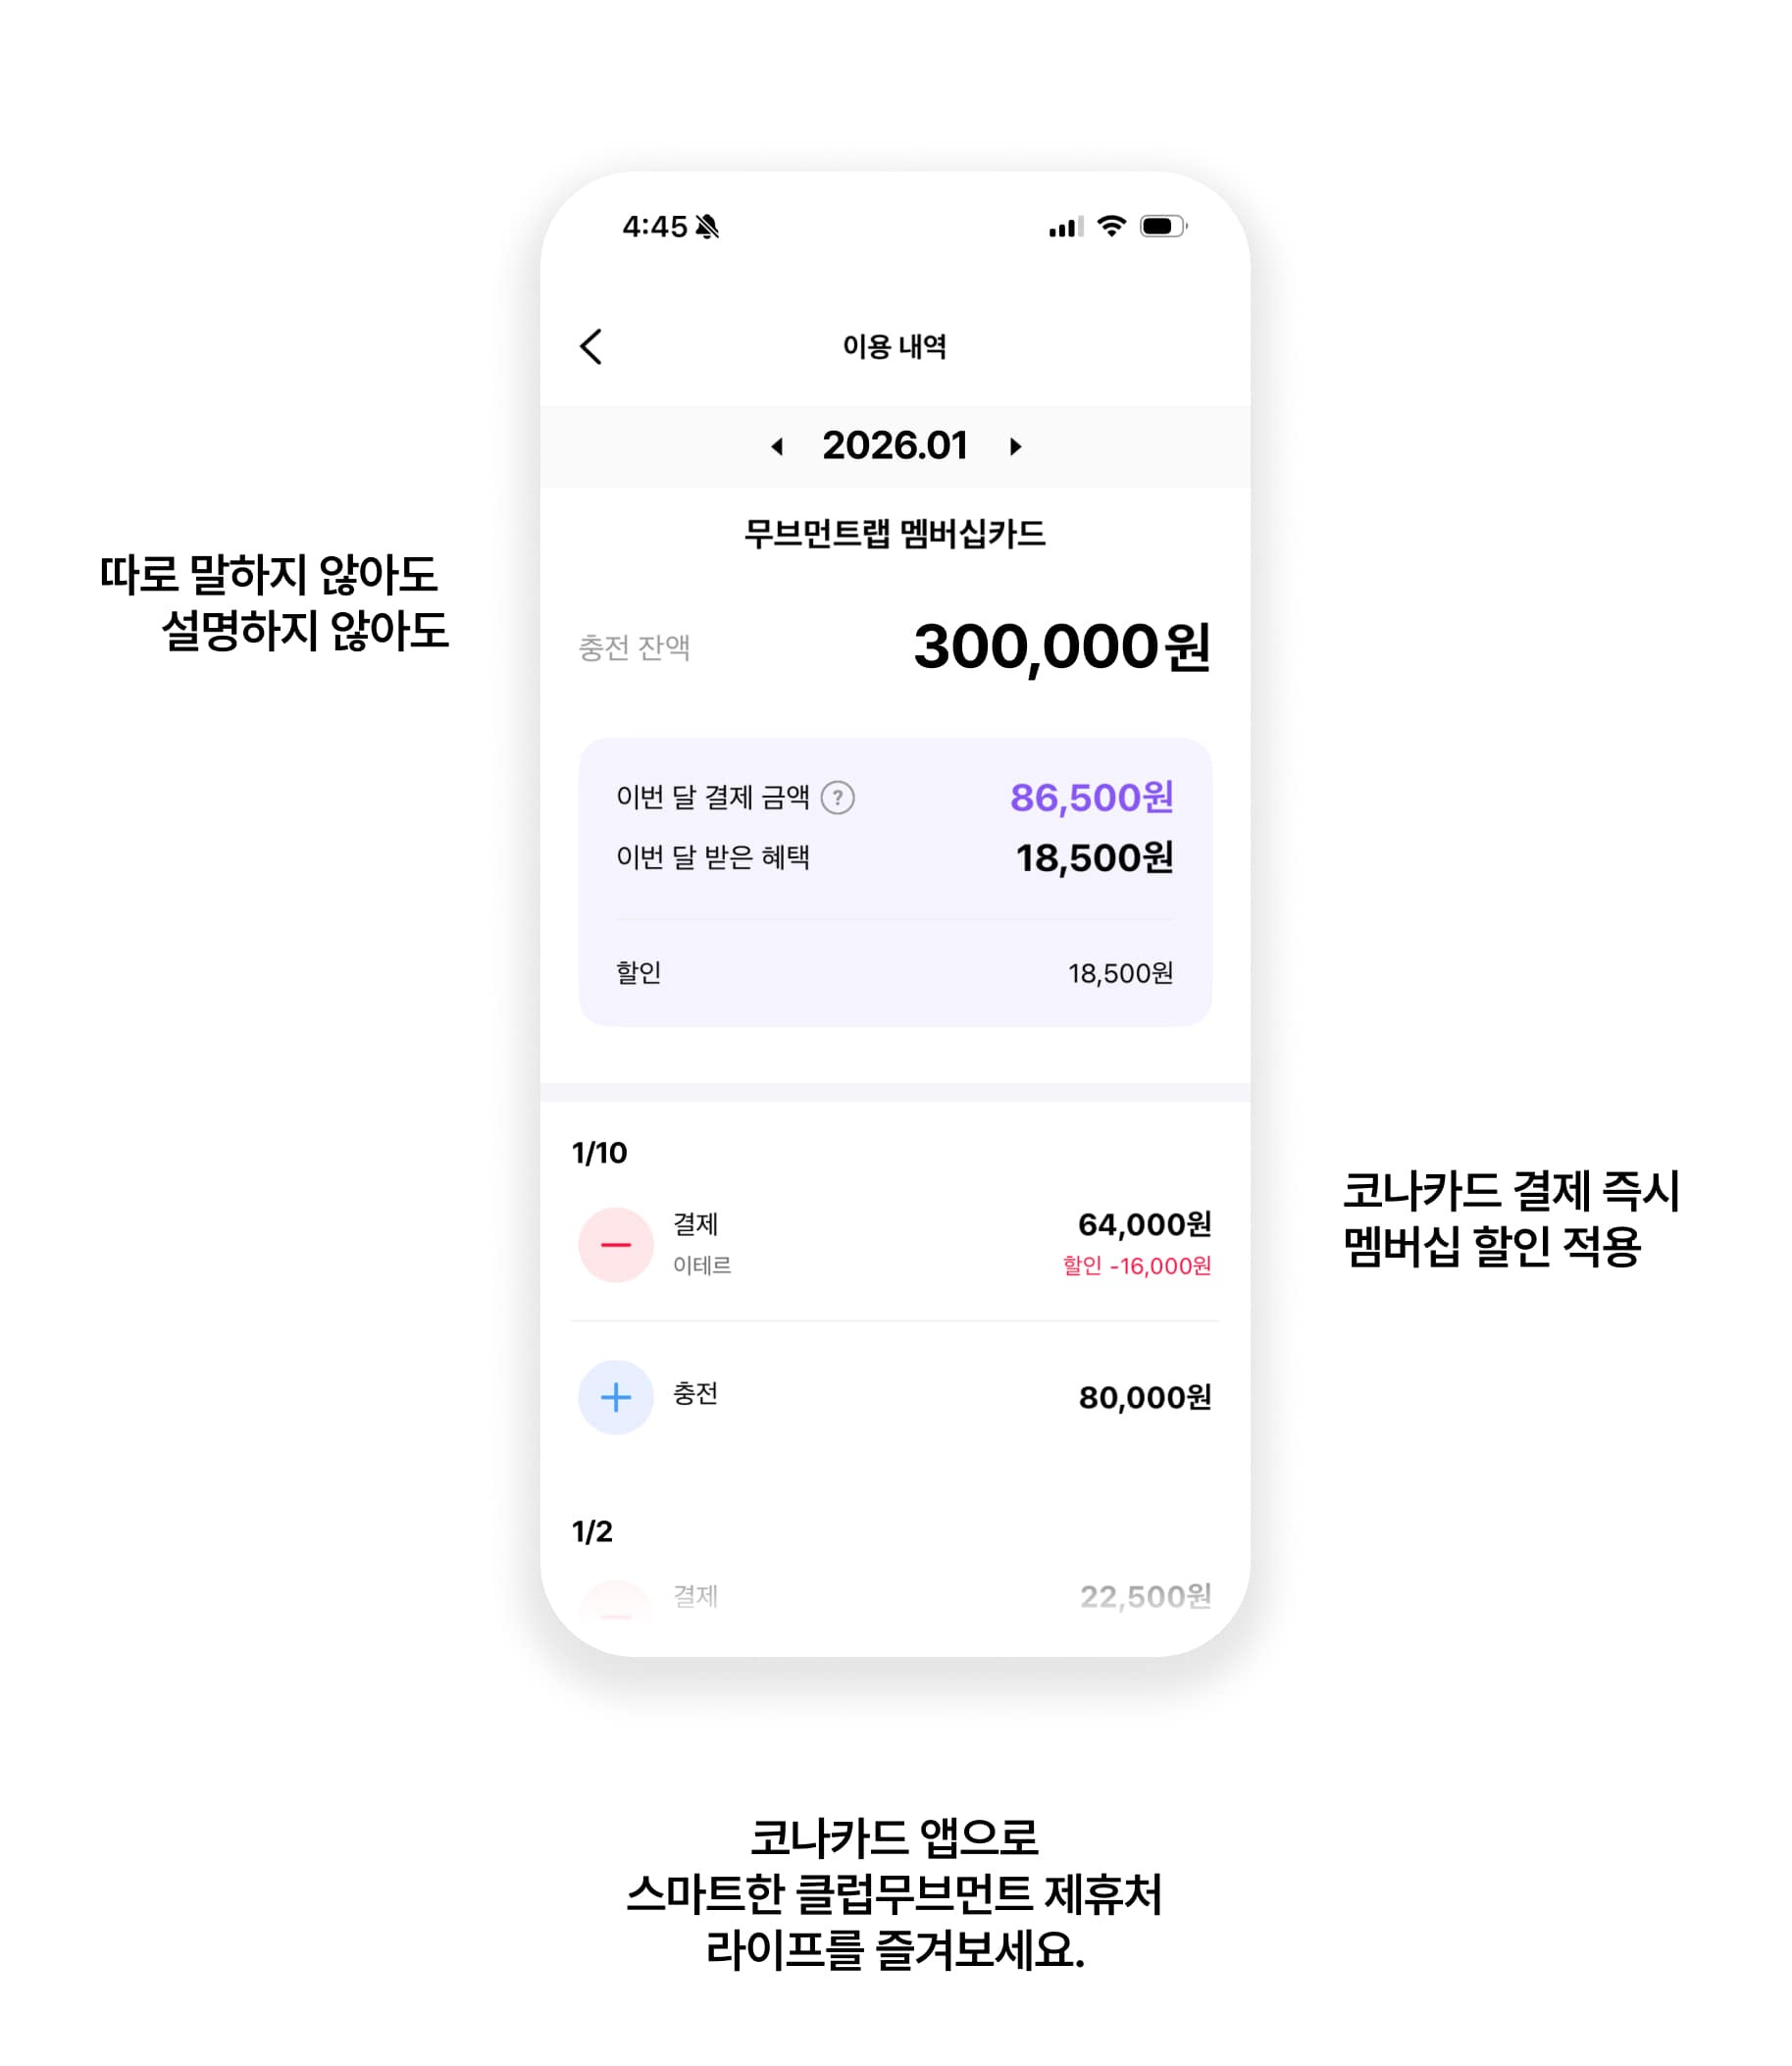 4:45
이용 내역
2026.01
무브먼트랩 멤버십카드
따로 말하지 않아도
설명하지 않아도
충전 잔액 300,000원
이번 달 결제 금액 ? 86,500원
이번 달 받은 혜택 18,500원
할인 18,500원
1/10
결제 64,000원
이테르 할인 -16,000원
코나카드 결제 즉시
멤버십 할인 적용
충전 80,000원
1/2
결제 22,500원
코나카드 앱으로
스마트한 클럽무브먼트 제휴처
라이프를 즐겨보세요.